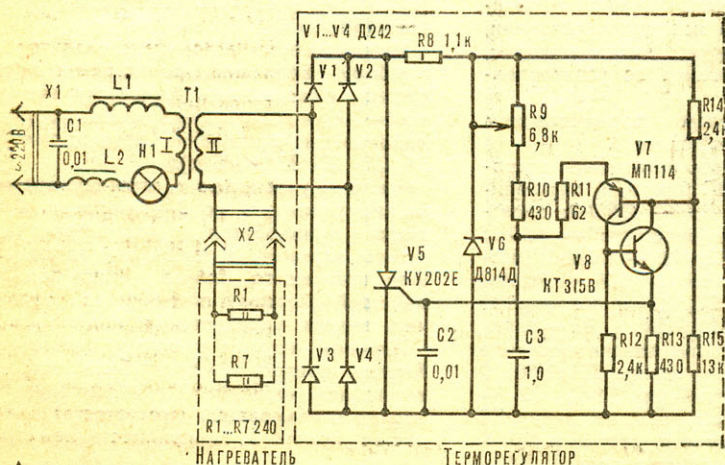 V1...V4 Д242
R8 1,1к
V1
V2
X1
L1
T1
C1
0,01
~220В
L2
H1
I
II
R9
6,8к
R14
2,4
V7
МП114
R10
430
R11
62
X2
V5
КУ202Е
V6
Д814Д
V8
КТ315В
R1
R7
V3
V4
C2
0,01
C3
1,0
R12
2,4к
R13
430
R15
13к
R1...R7 240
НАГРЕВАТЕЛЬ
ТЕРМОРЕГУЛЯТОР